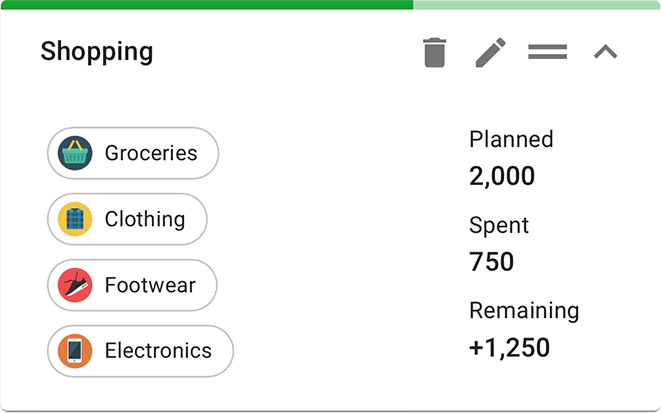 Shopping
Groceries
Clothing
Footwear
Electronics
Planned
2,000
Spent
750
Remaining
+1,250